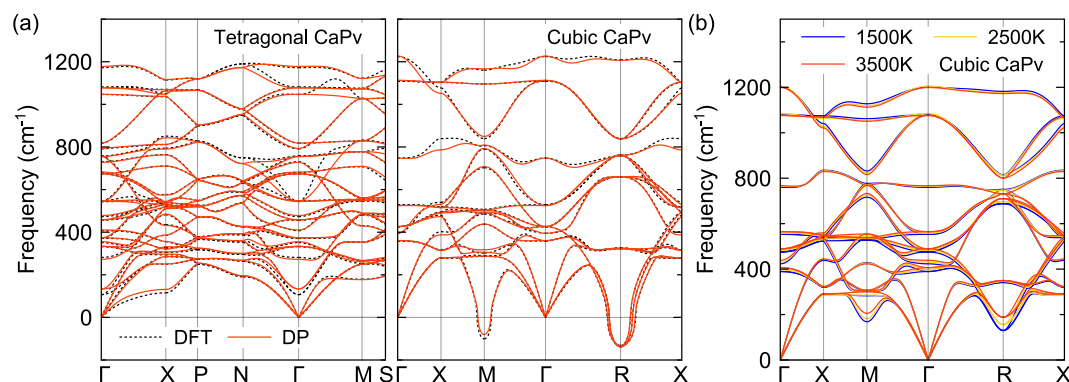 (a)
Tetragonal CaPv
Cubic CaPv
Frequency (cm⁻¹)
1200
800
400
0
DFT
DP
Γ X P N Γ M S Γ X M Γ R X
(b)
1500K
2500K
3500K
Cubic CaPv
Frequency (cm⁻¹)
1200
800
400
0
Γ X M Γ R X